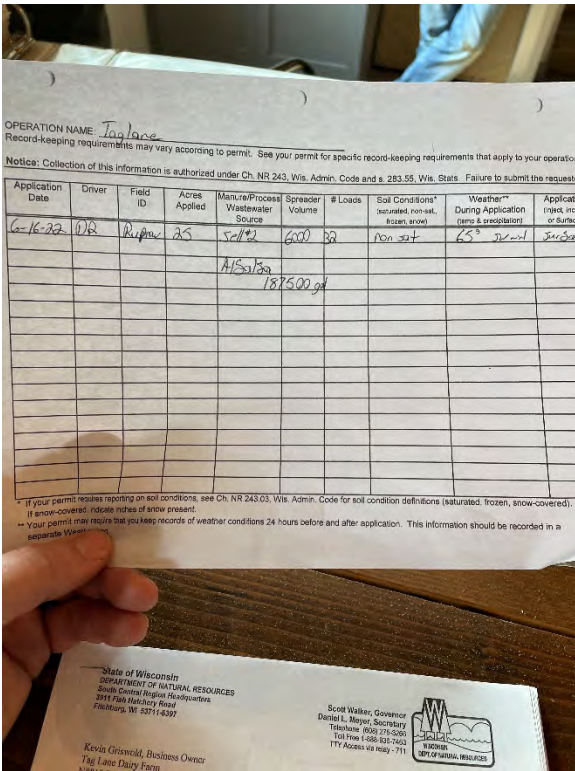 OPERATION NAME: Taglane
Record-keeping requirements may vary according to permit. See your permit for specific record-keeping requirements that apply to your operatio
Notice: Collection of this information is authorized under Ch. NR 243, Wis. Admin. Code and s. 283.55, Wis. Stats. Failure to submit the request
Application Date Driver Field ID Acres Applied Manure/Process Wastewater Source Spreader Volume # Loads Soil Conditions* (saturated, non-sat., frozen, snow) Weather** During Application (temp & precipitation) Applicat (inject, inc or Surfac
6-16-22 25 #2 6000 32 non sat 65°
187500 gal
* If your permit requires reporting on soil conditions, see Ch. NR 243.03, Wis. Admin. Code for soil condition definitions (saturated, frozen, snow-covered).
If snow-covered, indicate inches of snow present.
** Your permit may require that you keep records of weather conditions 24 hours before and after application. This information should be recorded in a
separate
State of Wisconsin
DEPARTMENT OF NATURAL RESOURCES
South Central Region Headquarters
3911 Fish Hatchery Road
Fitchburg, WI 53711-5397
Scott Walker, Governor
Daniel L. Meyer, Secretary
Telephone (608) 275-3266
Toll Free 1-888-936-7463
TTY Access via relay - 711
WISCONSIN
DEPT. OF NATURAL RESOURCES
Kevin Griswold, Business Owner
Tag Lane Dairy Farm